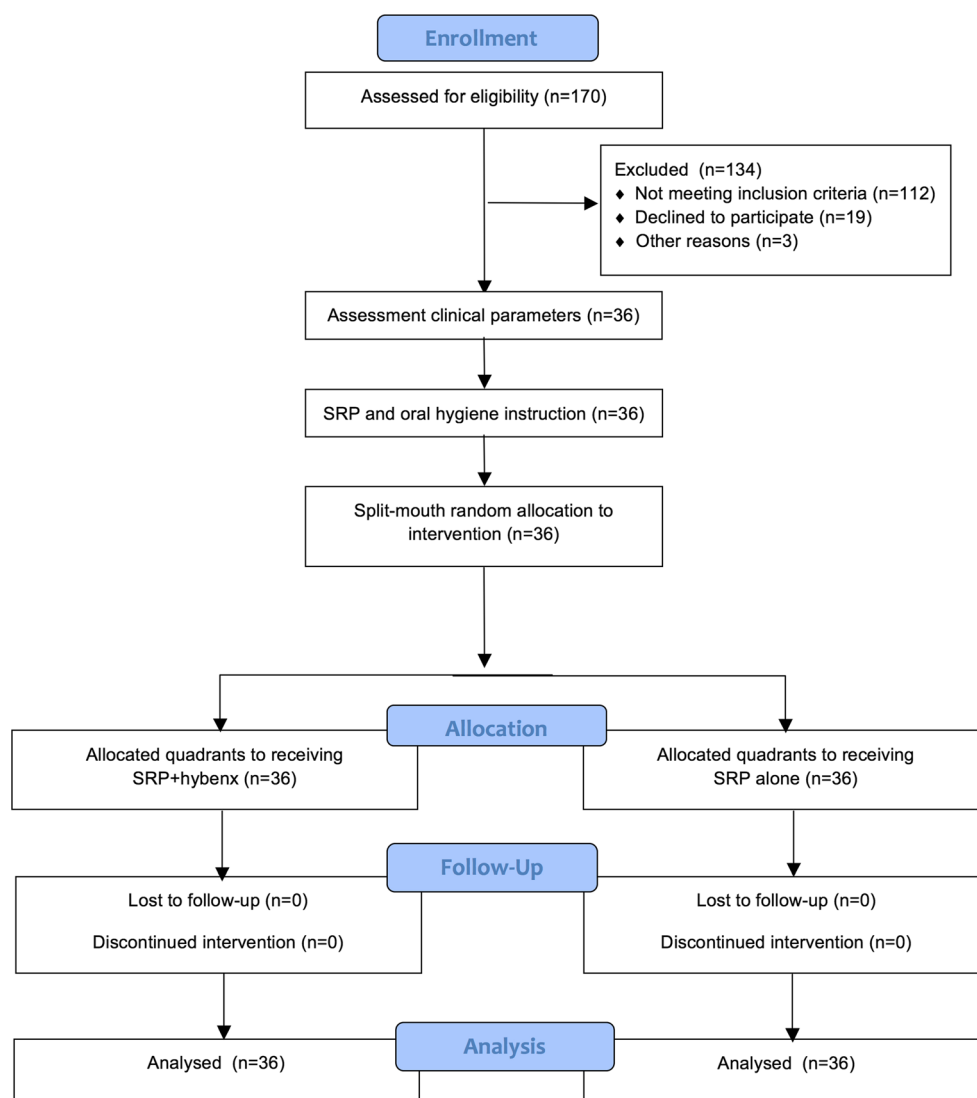 Enrollment
Assessed for eligibility (n=170)
Excluded (n=134)
♦ Not meeting inclusion criteria (n=112)
♦ Declined to participate (n=19)
♦ Other reasons (n=3)
Assessment clinical parameters (n=36)
SRP and oral hygiene instruction (n=36)
Split-mouth random allocation to
intervention (n=36)
Allocation
Allocated quadrants to receiving
SRP+hybenx (n=36)
Allocated quadrants to receiving
SRP alone (n=36)
Follow-Up
Lost to follow-up (n=0)
Discontinued intervention (n=0)
Lost to follow-up (n=0)
Discontinued intervention (n=0)
Analysis
Analysed (n=36)
Analysed (n=36)